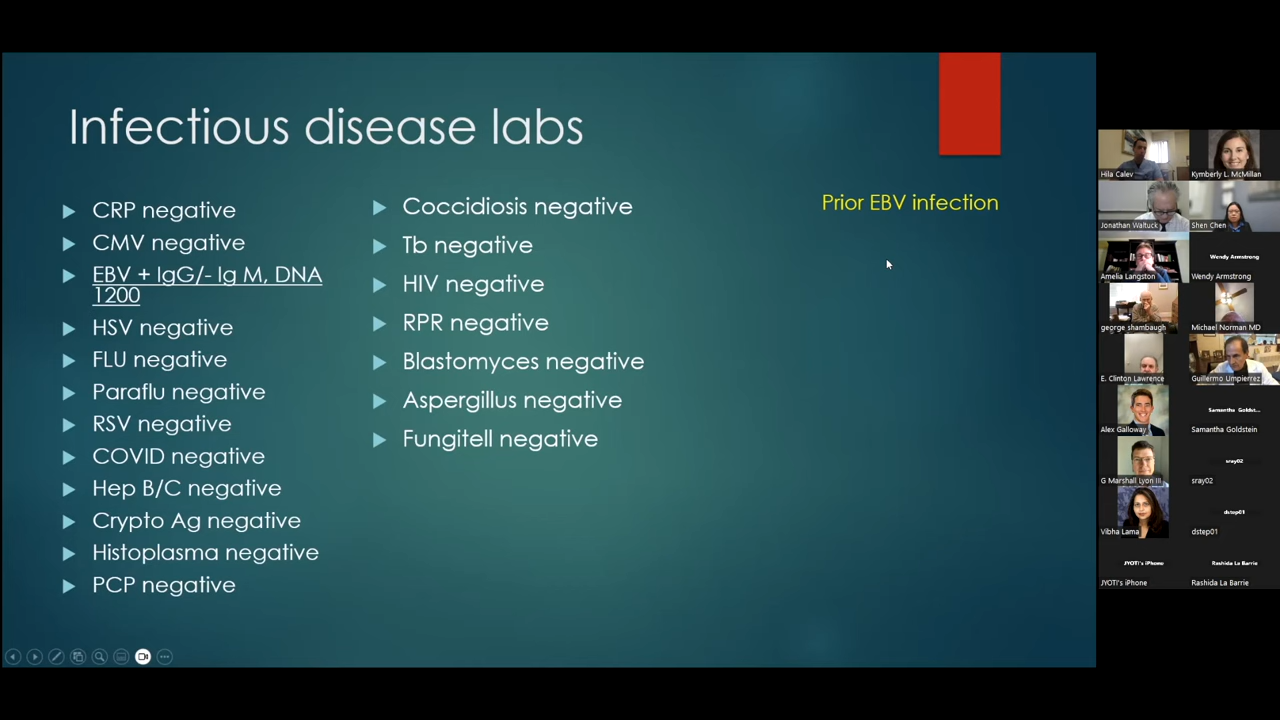 Infectious disease labs
CRP negative
CMV negative
EBV + IgG/- Ig M, DNA
1200
HSV negative
FLU negative
Paraflu negative
RSV negative
COVID negative
Hep B/C negative
Crypto Ag negative
Histoplasma negative
PCP negative
Coccidiosis negative
Tb negative
HIV negative
RPR negative
Blastomyces negative
Aspergillus negative
Fungitell negative
Prior EBV infection
Hila Calev
Kymberly L. McMillan
Jonathan Waltuck
Shen Chen
Amelia Langston
Wendy Armstrong
Wendy Armstrong
george shambaugh
Michael Norman MD
E. Clinton Lawrence
Guillermo Umpierrez
Alex Galloway
Samantha Goldst...
Samantha Goldstein
G Marshall Lyon III
sray02
sray02
Vibha Lama
dstep01
dstep01
JYOTI's iPhone
JYOTI's iPhone
Rashida La Barrie
Rashida La Barrie